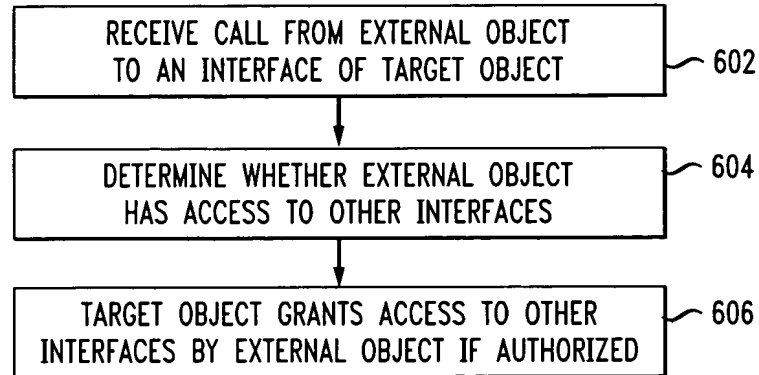 RECEIVE CALL FROM EXTERNAL OBJECT
TO AN INTERFACE OF TARGET OBJECT
602
DETERMINE WHETHER EXTERNAL OBJECT
HAS ACCESS TO OTHER INTERFACES
604
TARGET OBJECT GRANTS ACCESS TO OTHER
INTERFACES BY EXTERNAL OBJECT IF AUTHORIZED
606